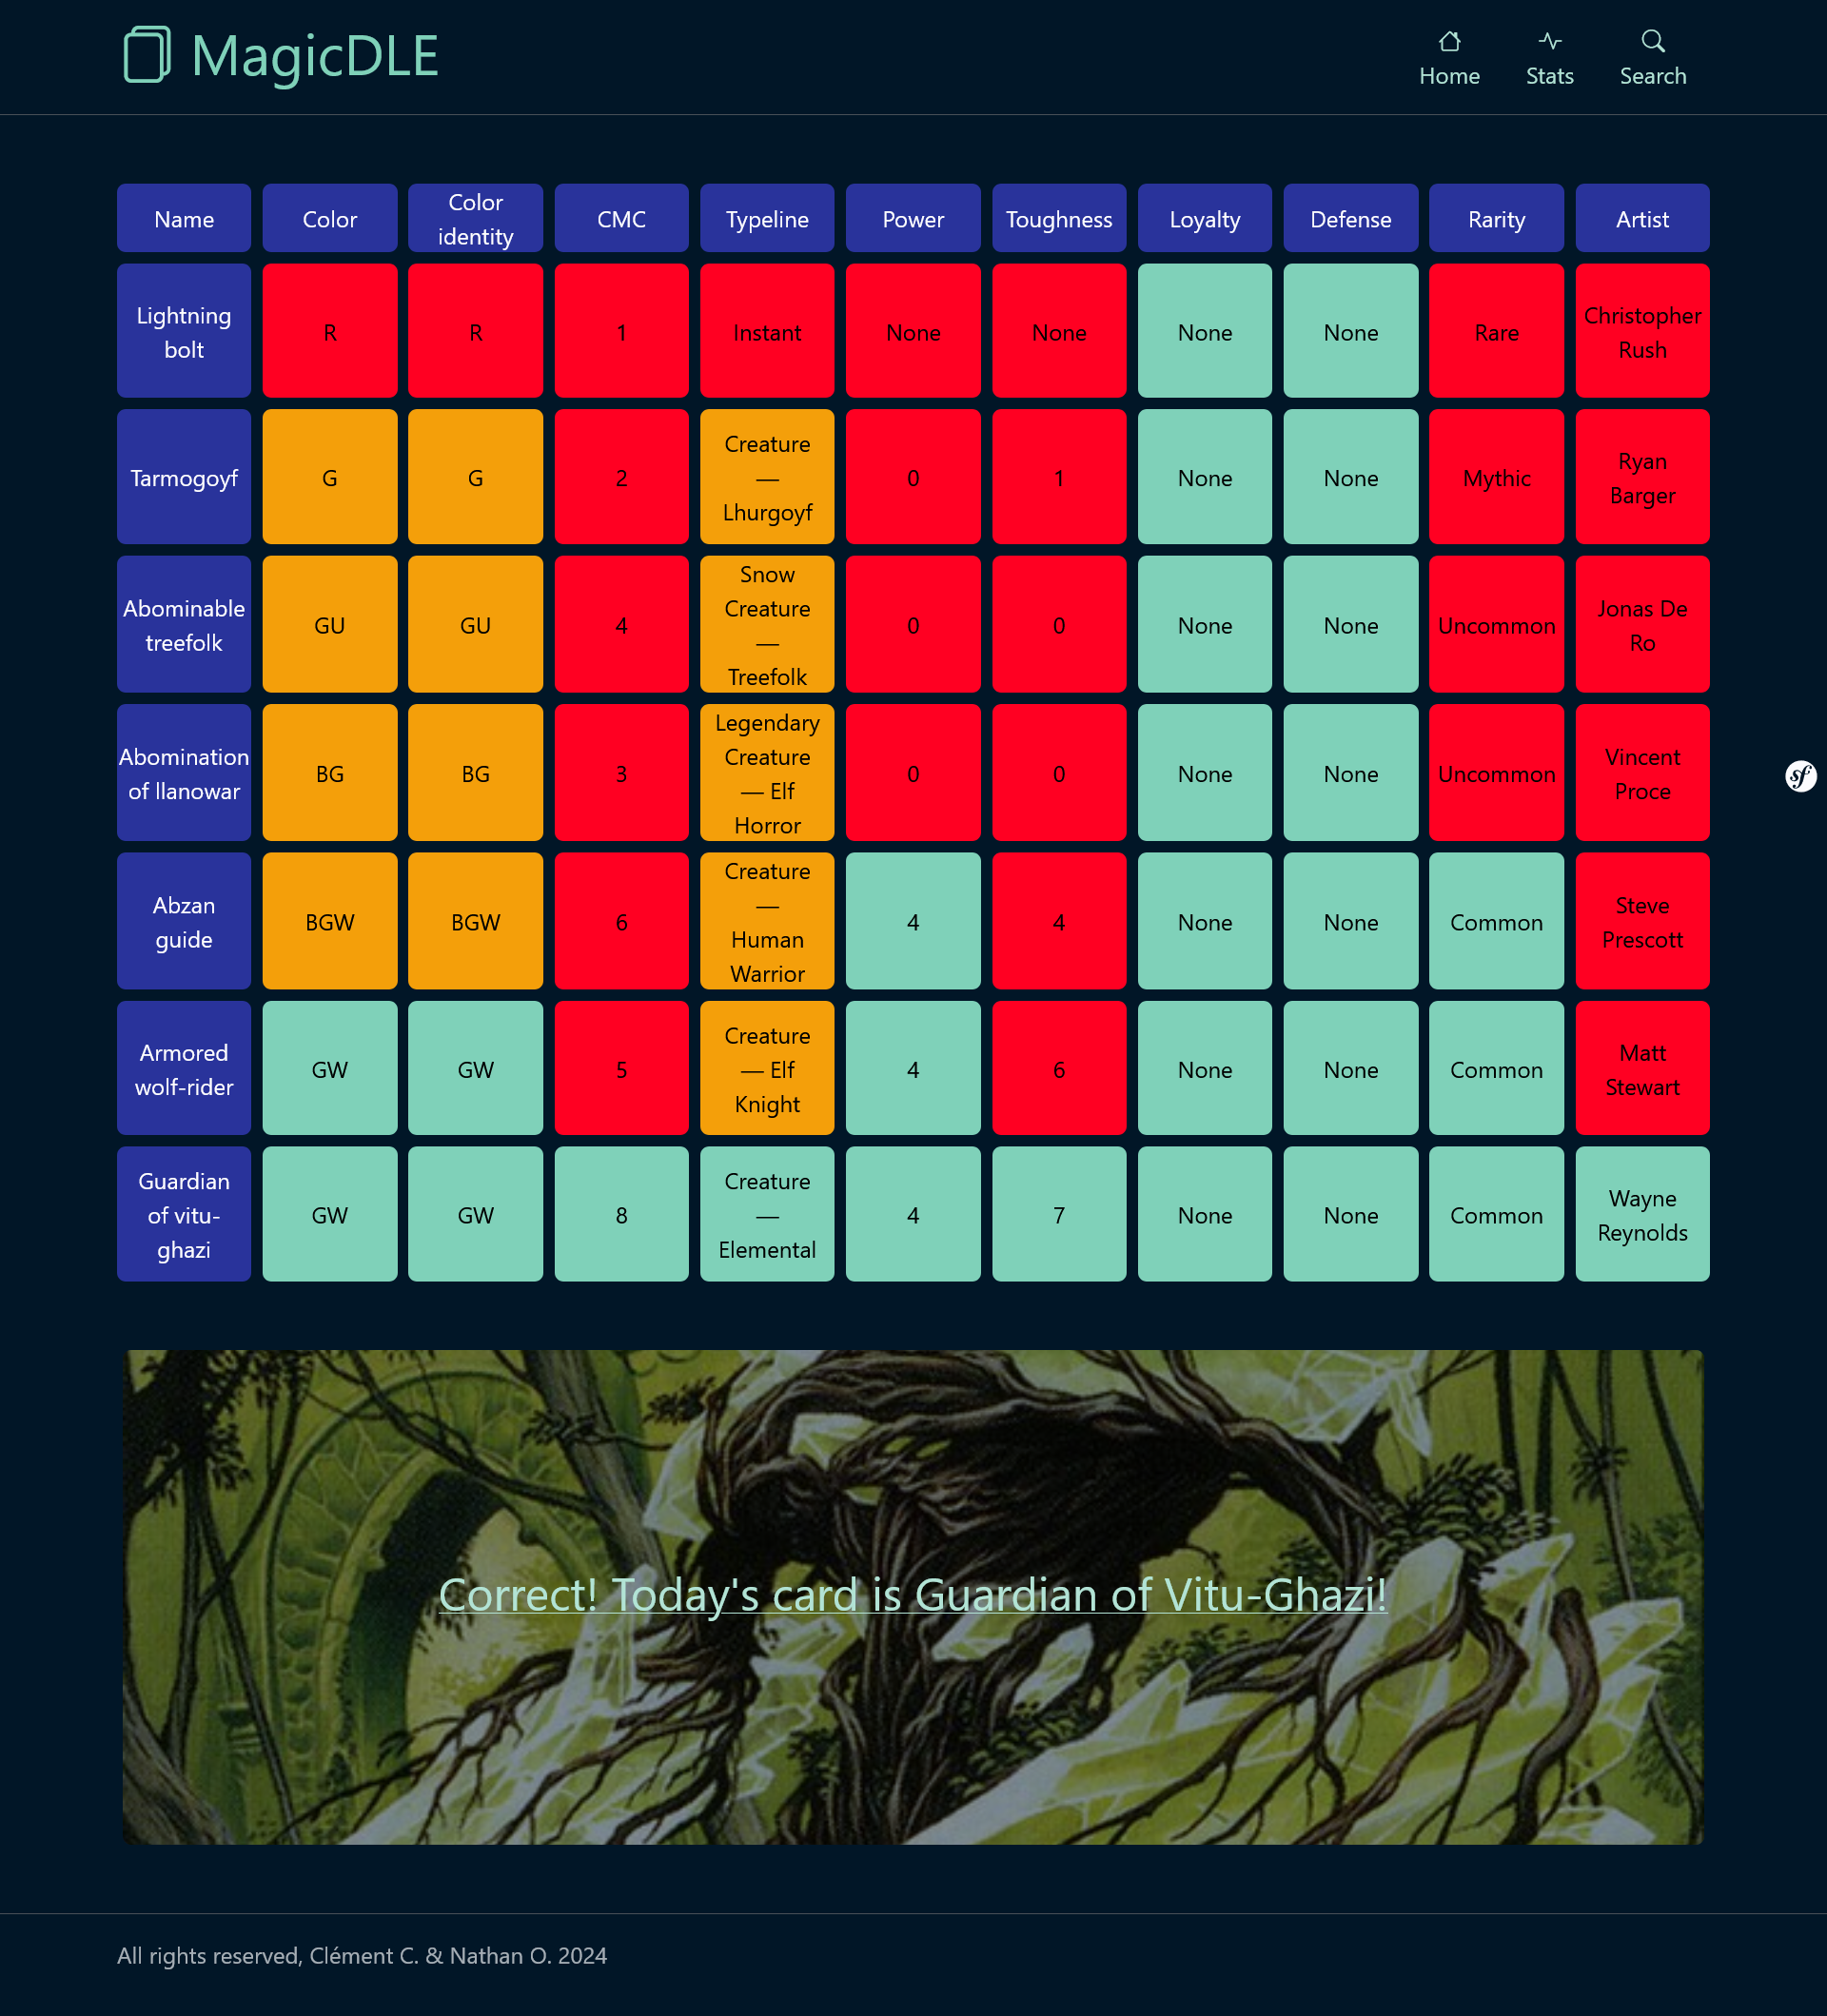 MagicDLE
Home
Stats
Search
Name
Color
Color
identity
CMC
Typeline
Power
Toughness
Loyalty
Defense
Rarity
Artist
Lightning
bolt
R
R
1
Instant
None
None
None
None
Rare
Christopher
Rush
Tarmogoyf
G
G
2
Creature
—
Lhurgoyf
0
1
None
None
Mythic
Ryan
Barger
Abominable
treefolk
GU
GU
4
Snow
Creature
—
Treefolk
0
0
None
None
Uncommon
Jonas De
Ro
Abomination
of llanowar
BG
BG
3
Legendary
Creature
— Elf
Horror
0
0
None
None
Uncommon
Vincent
Proce
Abzan
guide
BGW
BGW
6
Creature
—
Human
Warrior
4
4
None
None
Common
Steve
Prescott
Armored
wolf-rider
GW
GW
5
Creature
— Elf
Knight
4
6
None
None
Common
Matt
Stewart
Guardian
of vitu-
ghazi
GW
GW
8
Creature
—
Elemental
4
7
None
None
Common
Wayne
Reynolds
sf
Correct! Today's card is Guardian of Vitu-Ghazi!
All rights reserved, Clément C. & Nathan O. 2024